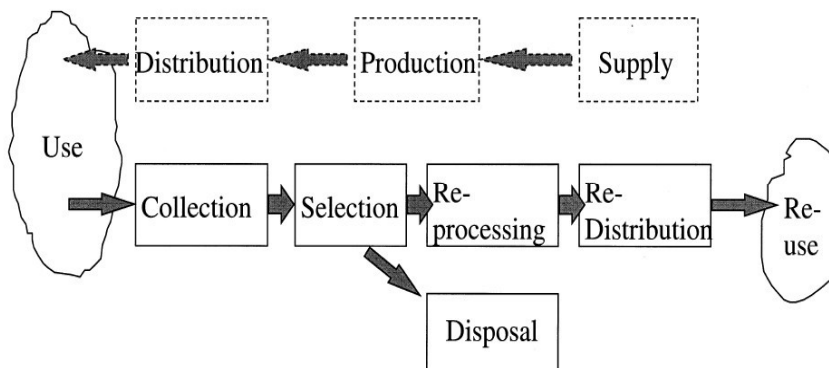 Distribution
Production
Supply
Use
Collection
Selection
Re-
processing
Re-
Distribution
Re-
use
Disposal